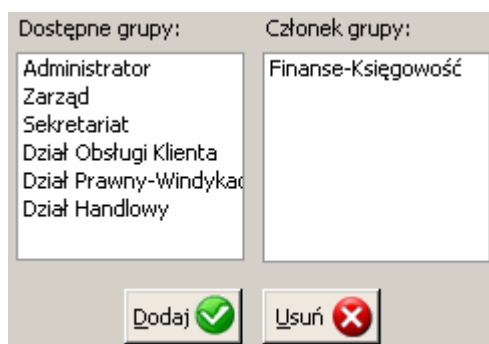 Dostępne grupy:
Administrator
Zarząd
Sekretariat
Dział Obsługi Klienta
Dział Prawny-Windykac
Dział Handlowy
Członek grupy:
Finanse-Księgowość
Dodaj
Usuń